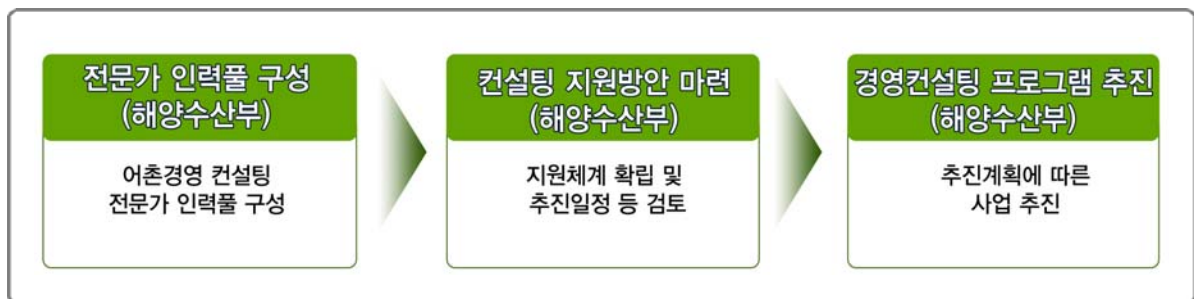 전문가 인력풀 구성
(해양수산부)
어촌경영 컨설팅
전문가 인력풀 구성
컨설팅 지원방안 마련
(해양수산부)
지원체계 확립 및
추진일정 등 검토
경영컨설팅 프로그램 추진
(해양수산부)
추진계획에 따른
사업 추진